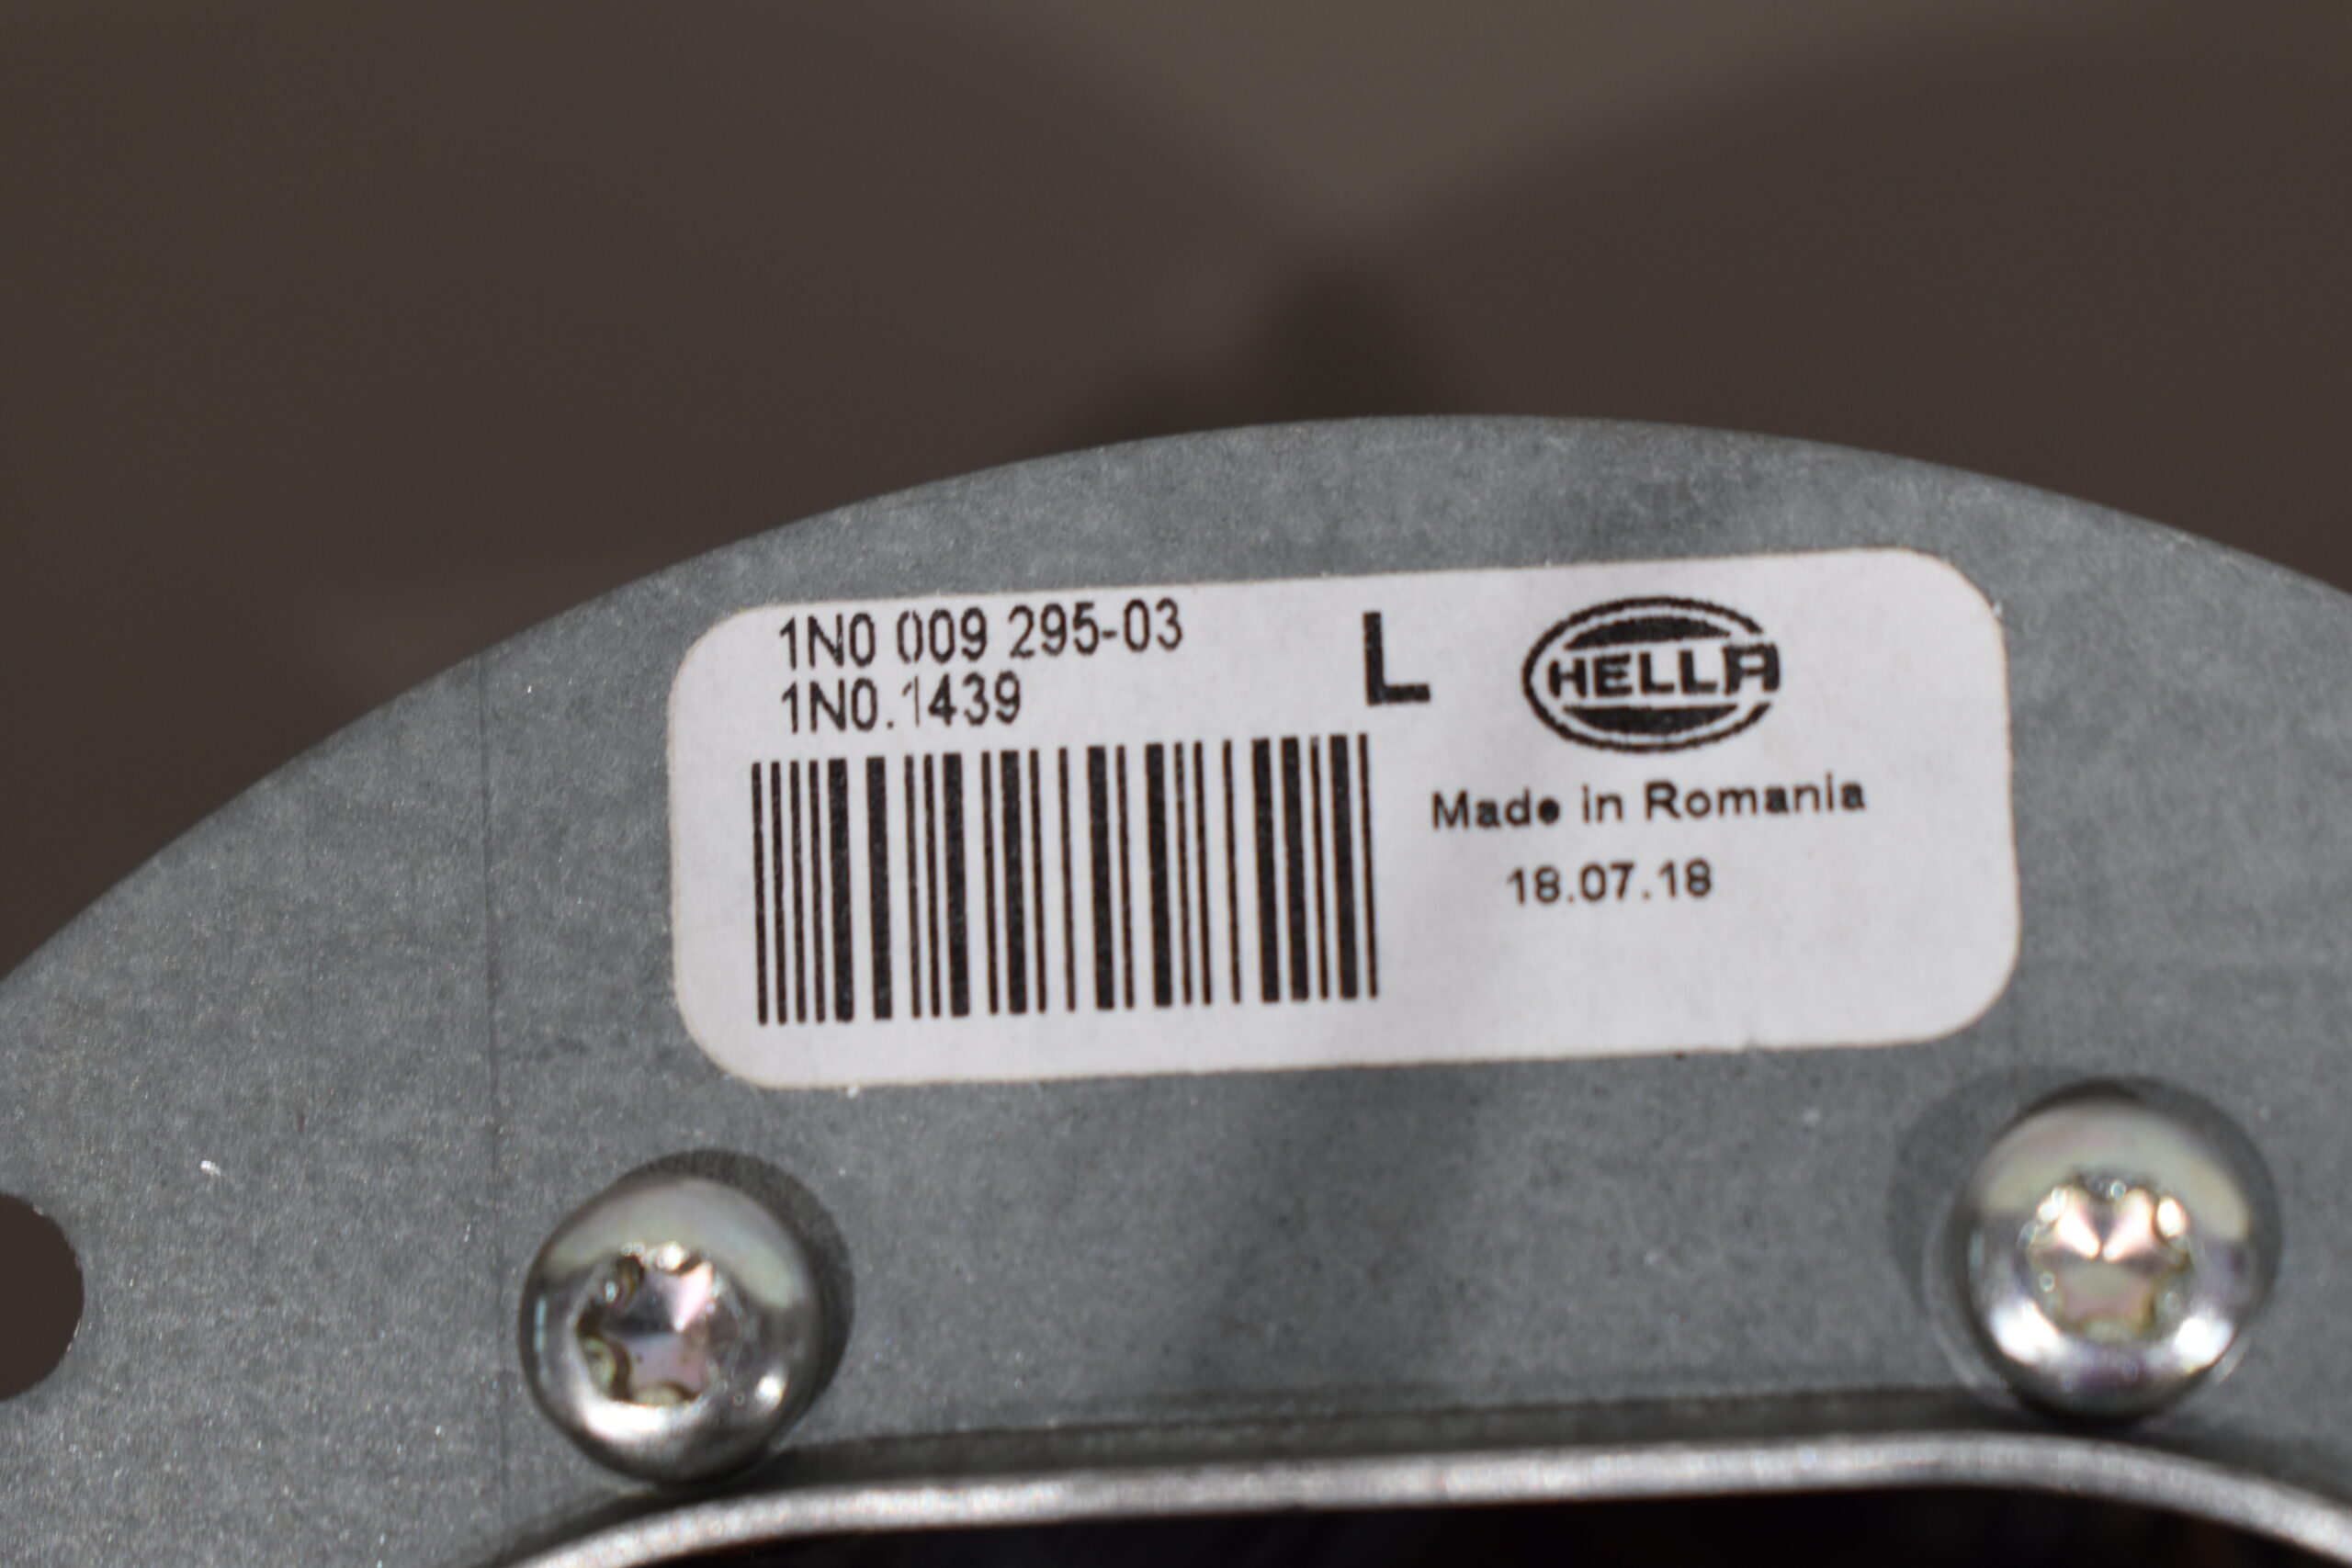 1N0 009 295-03
1N0.1439
L
HELLA
Made in Romania
18.07.18